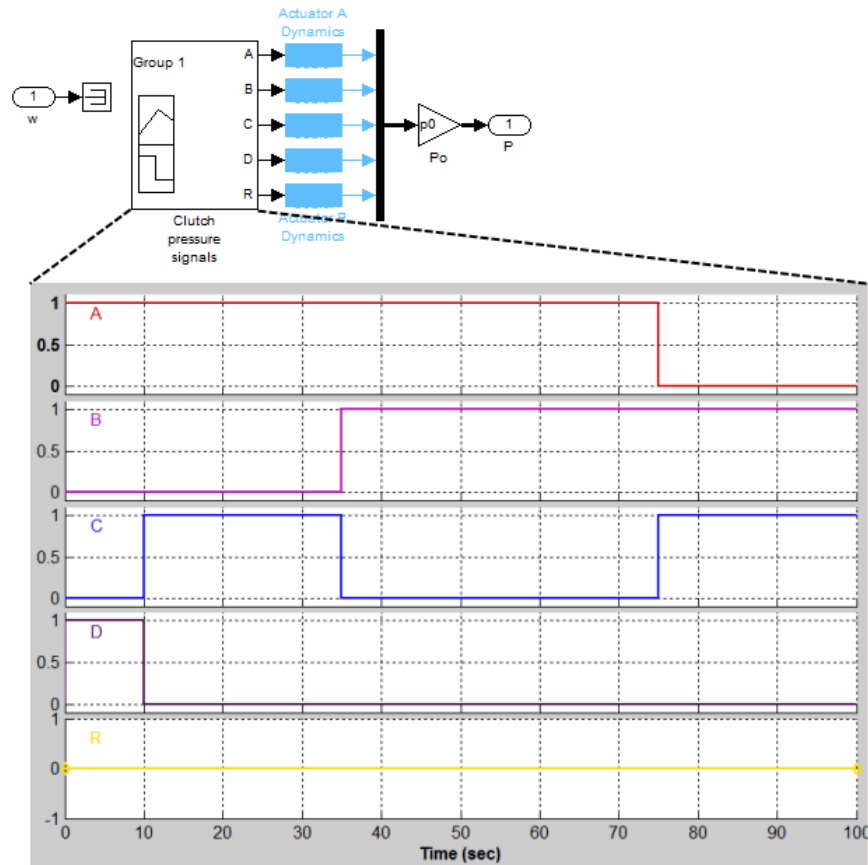 Actuator A
Dynamics
Group 1
A
B
C
D
R
1
w
p0
Po
1
P
Dynamics
Clutch
pressure
signals
A
1
0.5
0
B
1
0.5
0
C
1
0.5
0
D
1
0.5
0
R
1
0
-1
0 10 20 30 40 50 60 70 80 90 100
Time (sec)